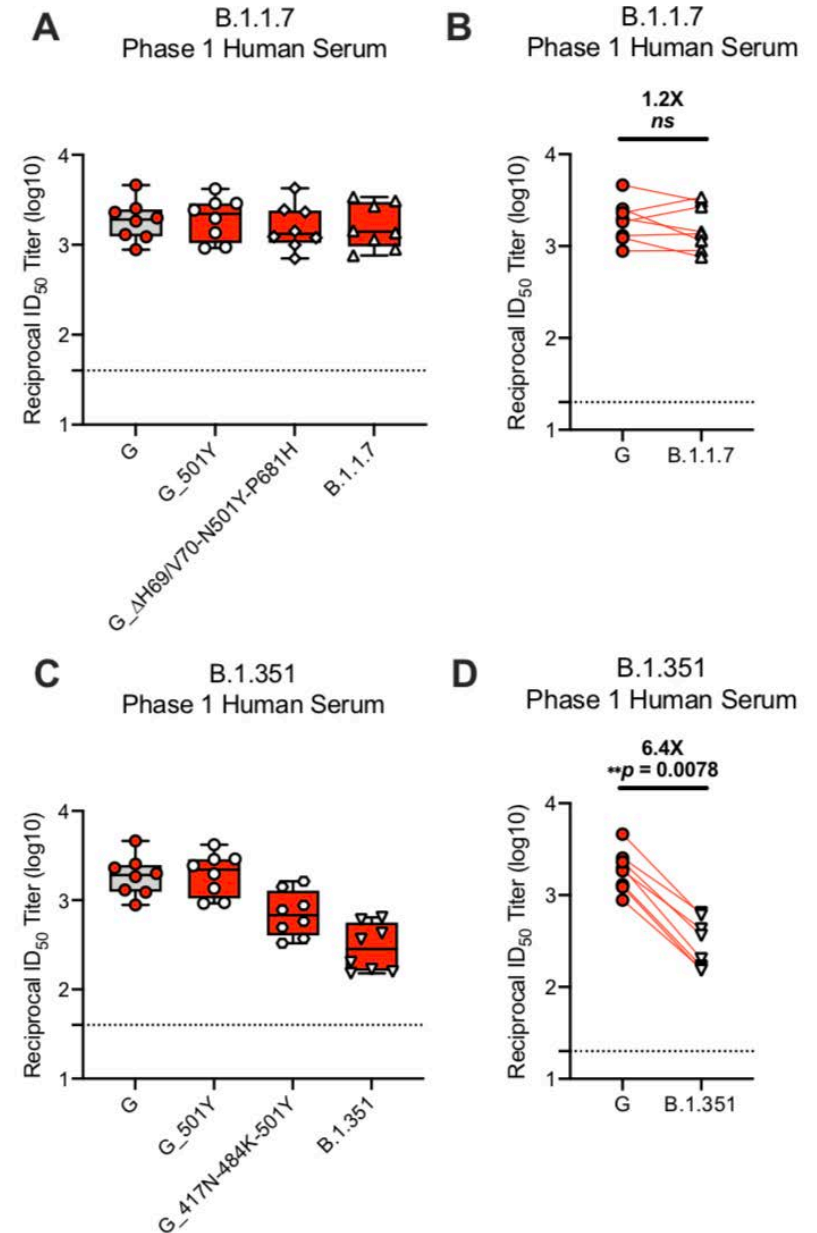 A
B.1.1.7
Phase 1 Human Serum
Reciprocal ID50 Titer (log10)
4
3
2
1
G
G_501Y
G_ΔH69/V70-N501Y-P681H
B.1.1.7
B
B.1.1.7
Phase 1 Human Serum
1.2X
ns
Reciprocal ID50 Titer (log10)
4
3
2
1
G
B.1.1.7
C
B.1.351
Phase 1 Human Serum
Reciprocal ID50 Titer (log10)
4
3
2
1
G
G_501Y
G_417N-484K-501Y
B.1.351
D
B.1.351
Phase 1 Human Serum
6.4X
**p = 0.0078
Reciprocal ID50 Titer (log10)
4
3
2
1
G
B.1.351